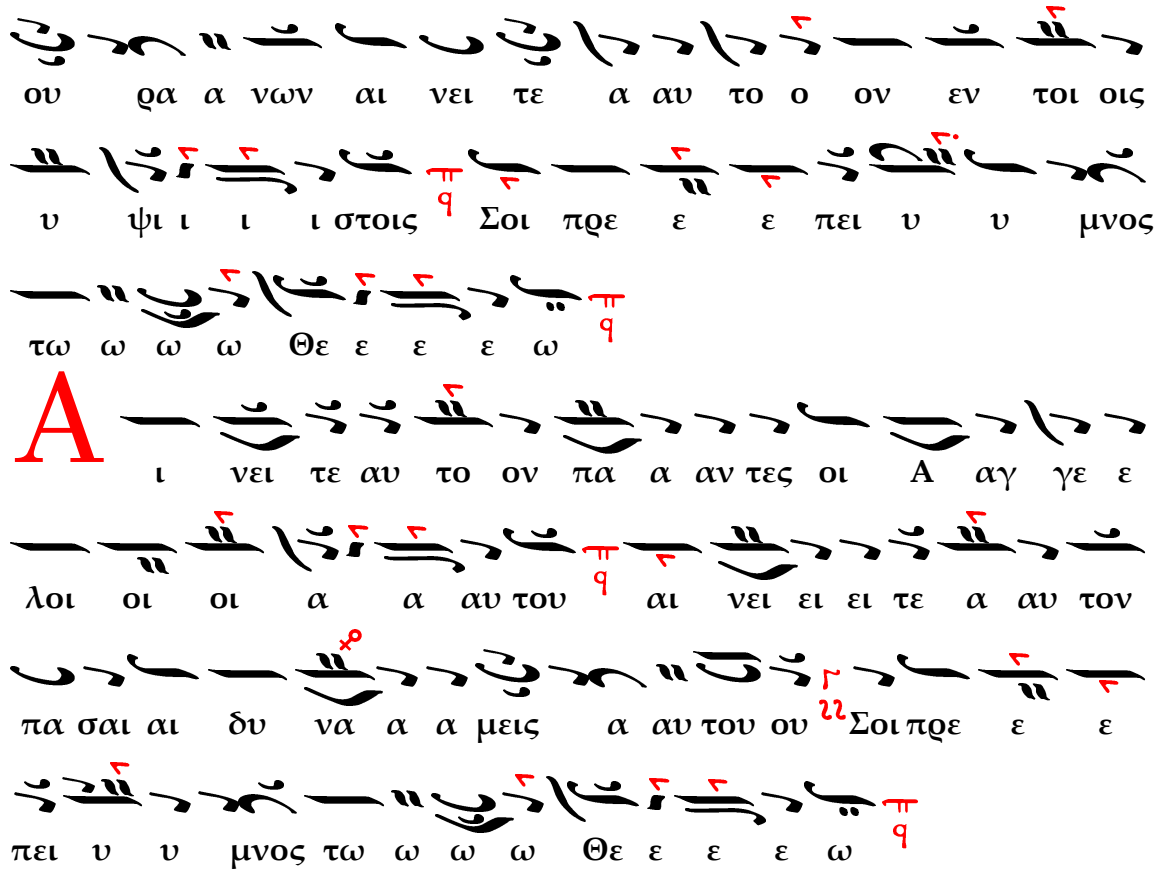 ου ρα α νων αι νει τε α αυ το ο ον εν τοι οις
υ ψι ι ι ι στοις π q Σοι πρε ε ε πει υ υ μνος
τω ω ω ω Θε ε ε ε ω π q
Α ι νει τε αυ το ον πα α αν τες οι Α αγ γε ε
λοι οι οι α α αυ του π q αι νει ει ει τε α αυ τον
πα σαι αι δυ να α α μεις α αυ του ου Σοι πρε ε ε
πει υ υ μνος τω ω ω ω Θε ε ε ε ω π q